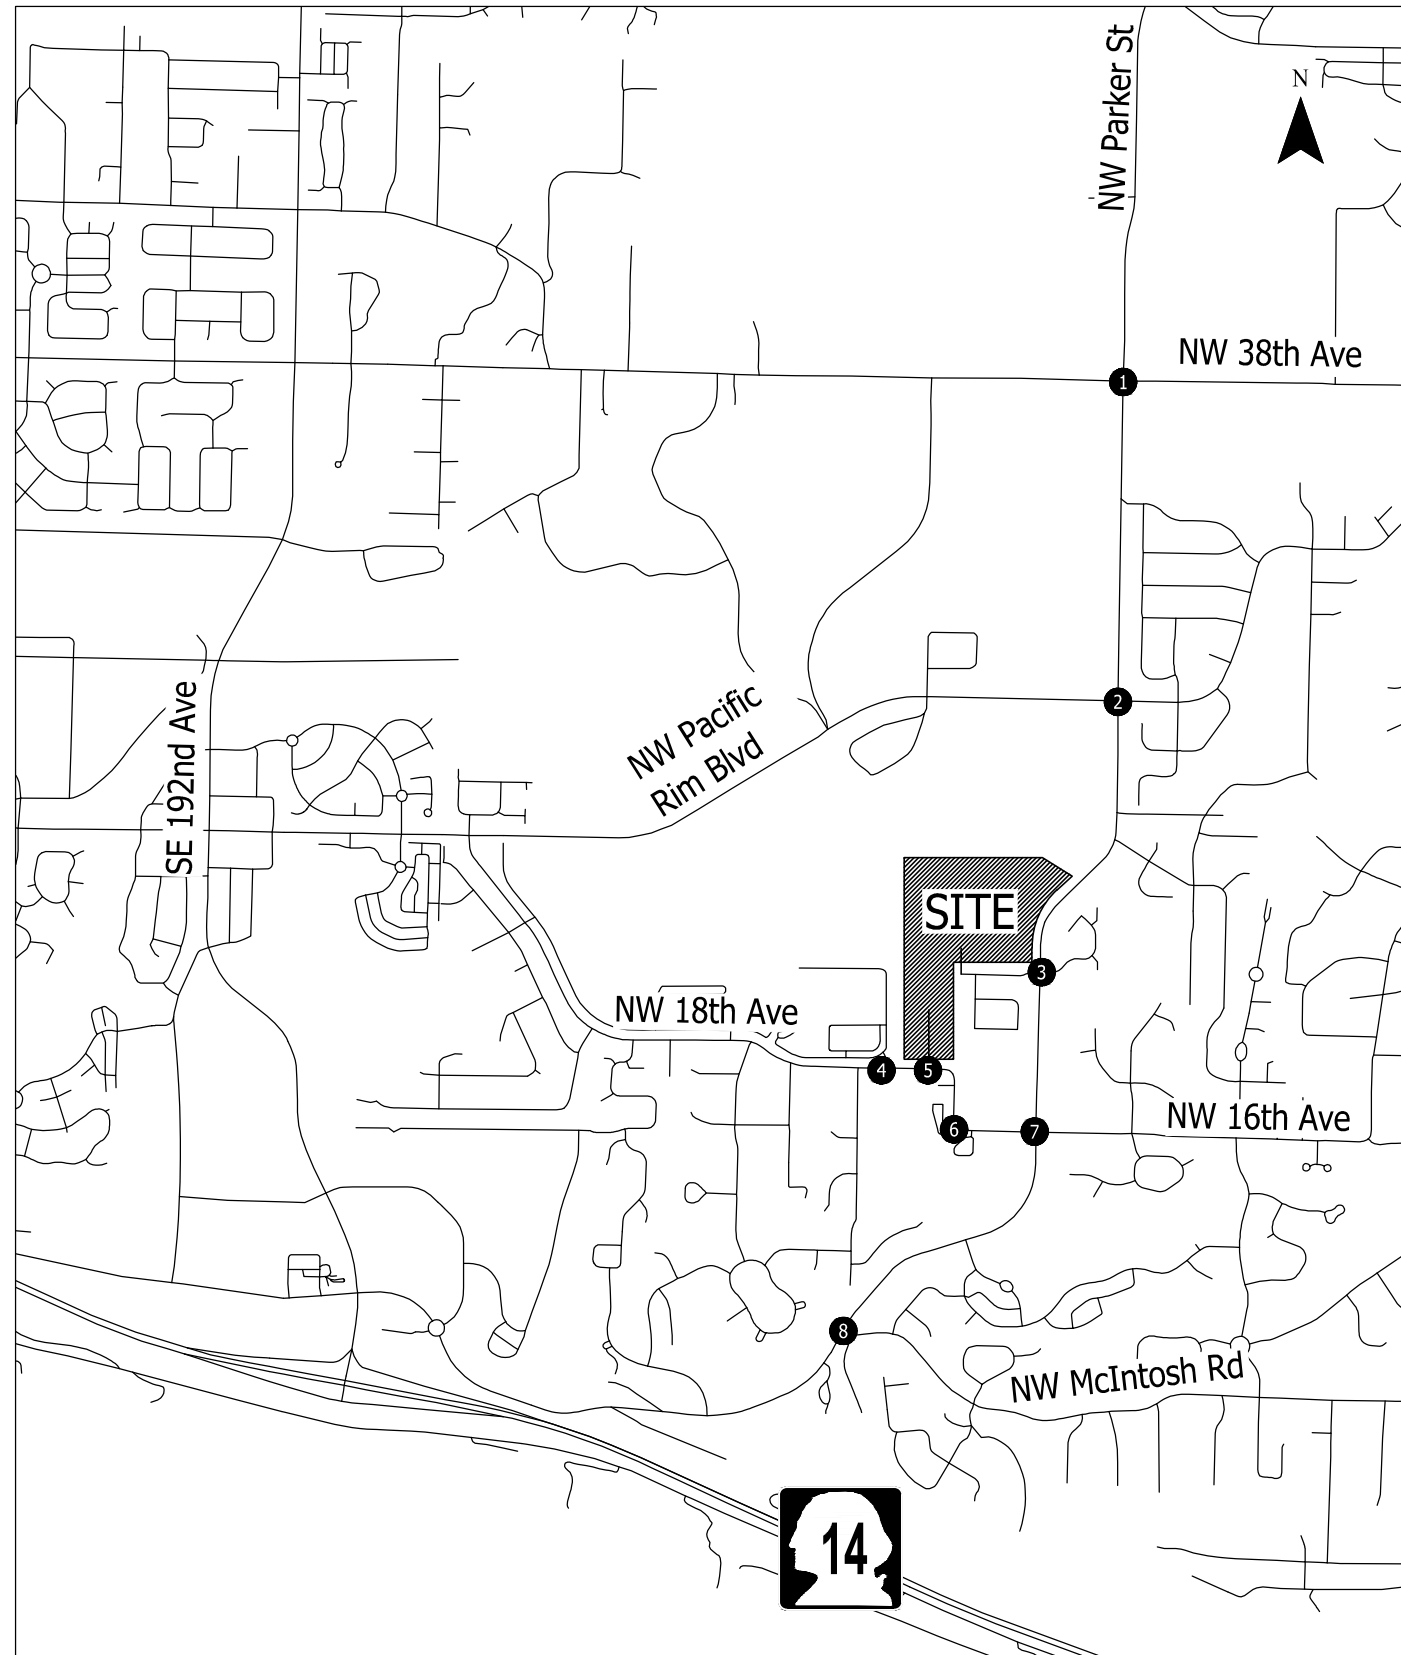 NW Parker St
N
NW 38th Ave
1
2
SE 192nd Ave
NW Pacific
Rim Blvd
SITE
3
NW 18th Ave
4
5
6
7
NW 16th Ave
8
NW McIntosh Rd
14